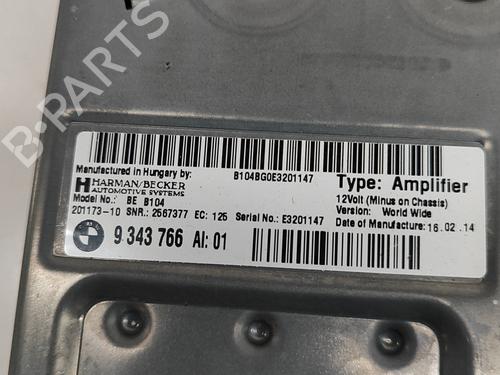 B-PARTS
Manufactured in Hungary by:
B104BG0E3201147
HARMAN/BECKER
AUTOMOTIVE SYSTEMS
Model No.: BE B104
201173-10 SNR.: 2567377 EC: 125 Serial No.: E3201147
9 343 766 AI: 01
Type: Amplifier
12Volt (Minus on Chassis)
Version: World Wide
Date of Manufacture: 16.02.14